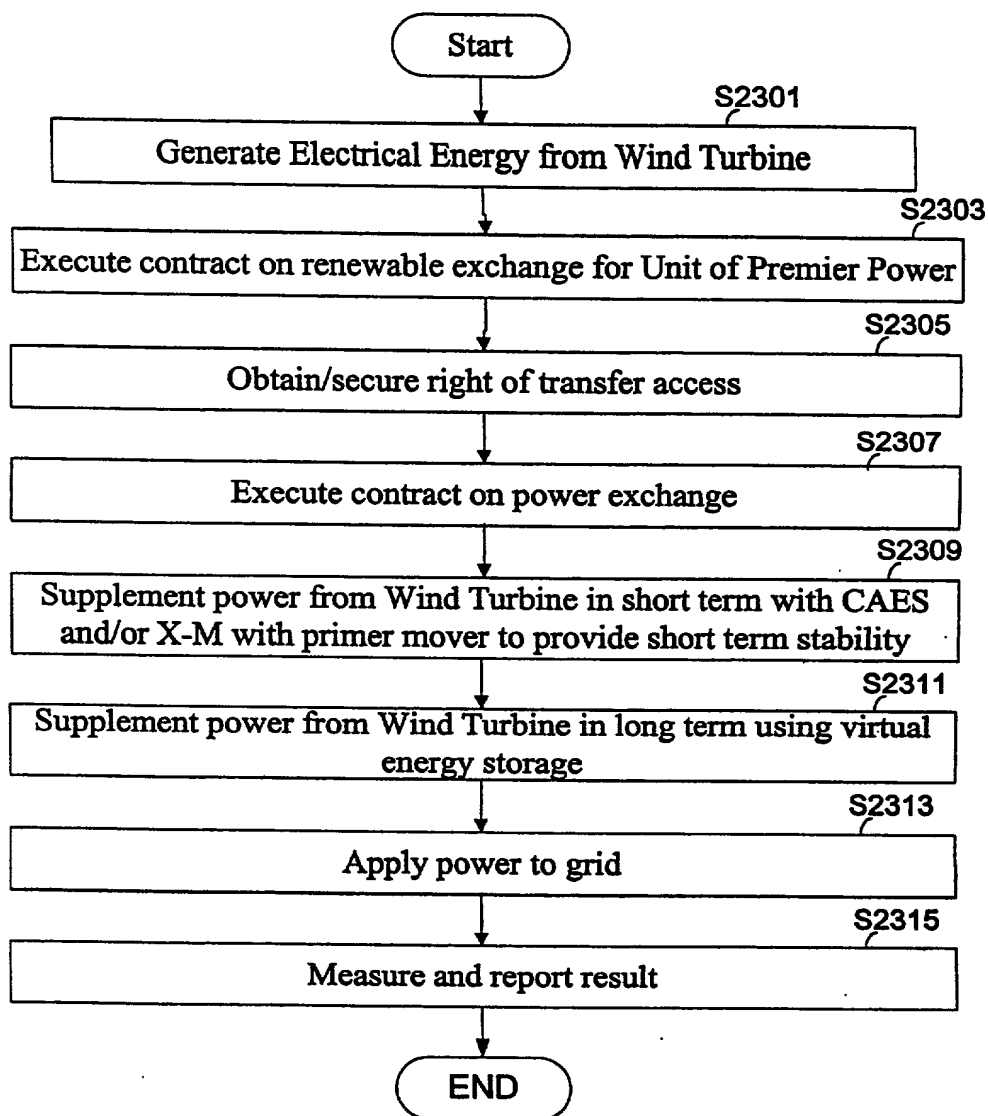 Start
S2301
Generate Electrical Energy from Wind Turbine
S2303
Execute contract on renewable exchange for Unit of Premier Power
S2305
Obtain/secure right of transfer access
S2307
Execute contract on power exchange
S2309
Supplement power from Wind Turbine in short term with CAES
and/or X-M with primer mover to provide short term stability
S2311
Supplement power from Wind Turbine in long term using virtual
energy storage
S2313
Apply power to grid
S2315
Measure and report result
END